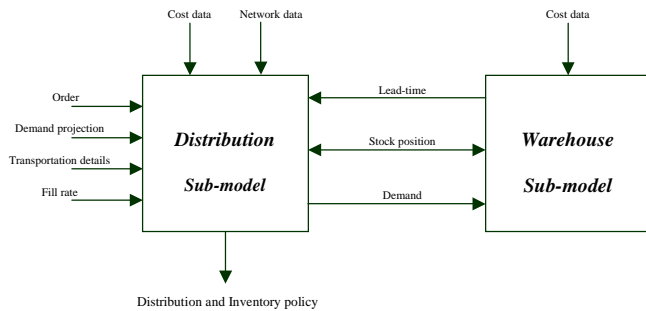 Cost data
Network data
Cost data
Order
Demand projection
Transportation details
Fill rate
Distribution
Sub-model
Lead-time
Stock position
Demand
Warehouse
Sub-model
Distribution and Inventory policy